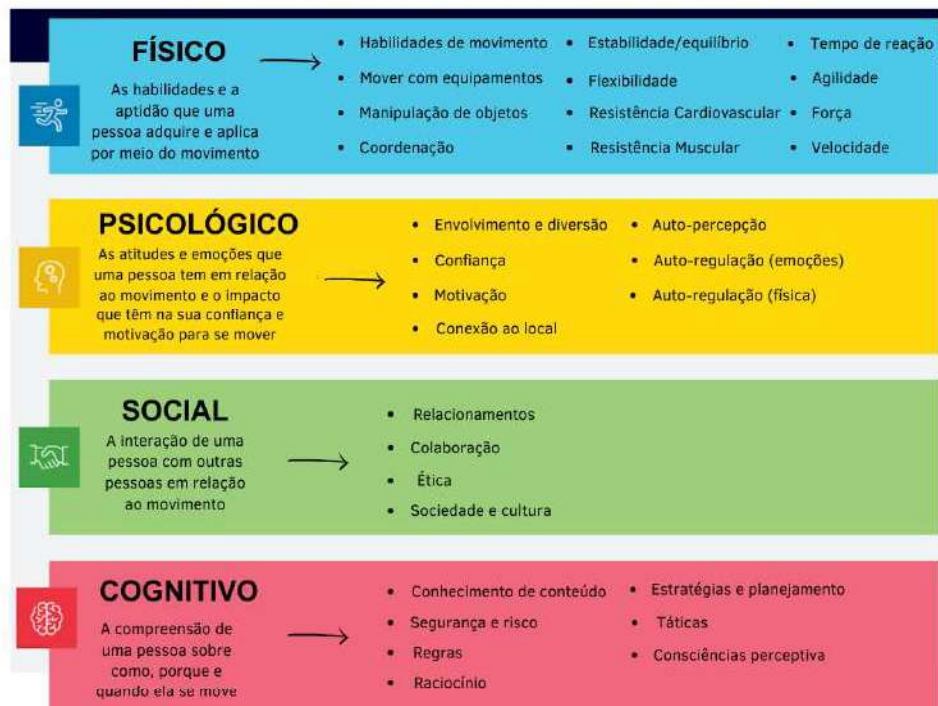 FÍSICO
As habilidades e a
aptidão que uma
pessoa adquire e aplica
por meio do movimento
• Habilidades de movimento
• Mover com equipamentos
• Manipulação de objetos
• Coordenação
• Estabilidade/equilíbrio
• Flexibilidade
• Resistência Cardiovascular
• Resistência Muscular
• Tempo de reação
• Agilidade
• Força
• Velocidade
PSICOLÓGICO
As atitudes e emoções que
uma pessoa tem em relação
ao movimento e o impacto
que têm na sua confiança e
motivação para se mover
• Envolvimento e diversão
• Confiança
• Motivação
• Conexão ao local
• Auto-percepção
• Auto-regulação (emoções)
• Auto-regulação (física)
SOCIAL
A interação de uma
pessoa com outras
pessoas em relação
ao movimento
• Relacionamentos
• Colaboração
• Ética
• Sociedade e cultura
COGNITIVO
A compreensão de
uma pessoa sobre
como, porque e
quando ela se move
• Conhecimento de conteúdo
• Segurança e risco
• Regras
• Raciocínio
• Estratégias e planejamento
• Táticas
• Consciências perceptiva